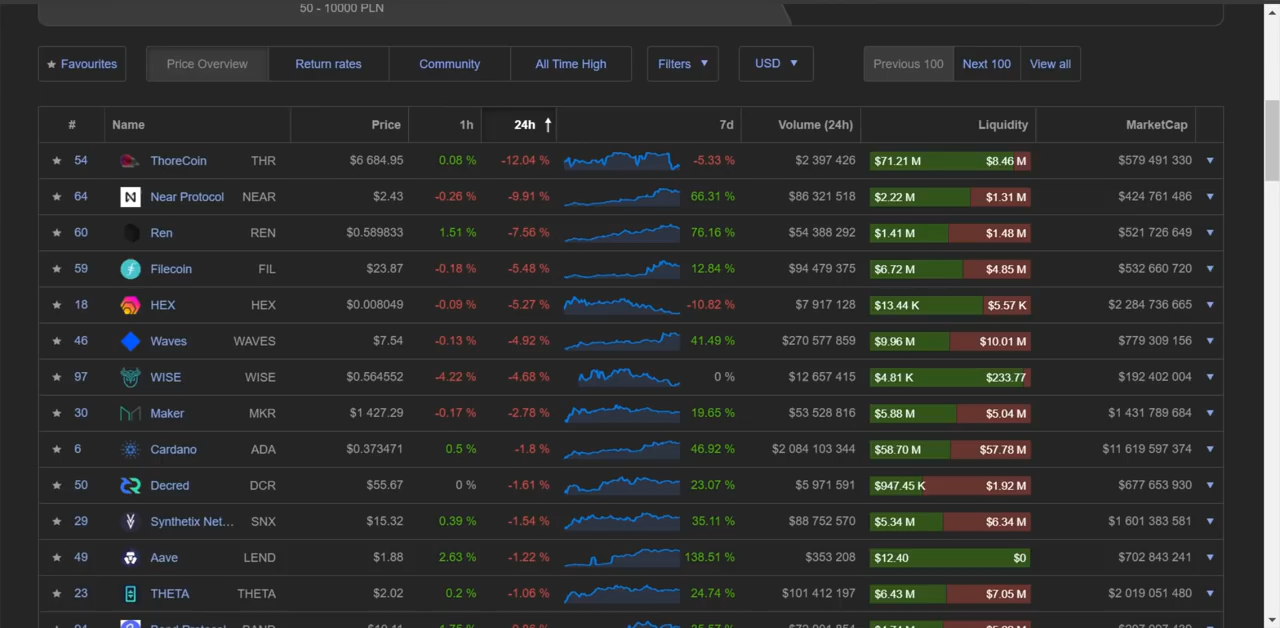 50 - 10000 PLN
★ Favourites Price Overview Return rates Community All Time High Filters ▼ USD ▼ Previous 100 Next 100 View all
# Name Price 1h 24h ↑ 7d Volume (24h) Liquidity MarketCap
★ 54 ThoreCoin THR $6 684.95 0.08 % -12.04 % -5.33 % $2 397 426 $71.21 M $8.46 M $579 491 330 ▼
★ 64 Near Protocol NEAR $2.43 -0.26 % -9.91 % 66.31 % $86 321 518 $2.22 M $1.31 M $424 761 486 ▼
★ 60 Ren REN $0.589833 1.51 % -7.56 % 76.16 % $54 388 292 $1.41 M $1.48 M $521 726 649 ▼
★ 59 Filecoin FIL $23.87 -0.18 % -5.48 % 12.84 % $94 479 375 $6.72 M $4.85 M $532 660 720 ▼
★ 18 HEX HEX $0.008049 -0.09 % -5.27 % -10.82 % $7 917 128 $13.44 K $5.57 K $2 284 736 665 ▼
★ 46 Waves WAVES $7.54 -0.13 % -4.92 % 41.49 % $270 577 859 $9.96 M $10.01 M $779 309 156 ▼
★ 97 WISE WISE $0.564552 -4.22 % -4.68 % 0 % $12 657 415 $4.81 K $233.77 $192 402 004 ▼
★ 30 Maker MKR $1 427.29 -0.17 % -2.78 % 19.65 % $53 528 816 $5.88 M $5.04 M $1 431 789 684 ▼
★ 6 Cardano ADA $0.373471 0.5 % -1.8 % 46.92 % $2 084 103 344 $58.70 M $57.78 M $11 619 597 374 ▼
★ 50 Decred DCR $55.67 0 % -1.61 % 23.07 % $5 971 591 $947.45 K $1.92 M $677 653 930 ▼
★ 29 Synthetix Net... SNX $15.32 0.39 % -1.54 % 35.11 % $88 752 570 $5.34 M $6.34 M $1 601 383 581 ▼
★ 49 Aave LEND $1.88 2.63 % -1.22 % 138.51 % $353 208 $12.40 $0 $702 843 241 ▼
★ 23 THETA THETA $2.02 0.2 % -1.06 % 24.74 % $101 412 197 $6.43 M $7.05 M $2 019 051 480 ▼